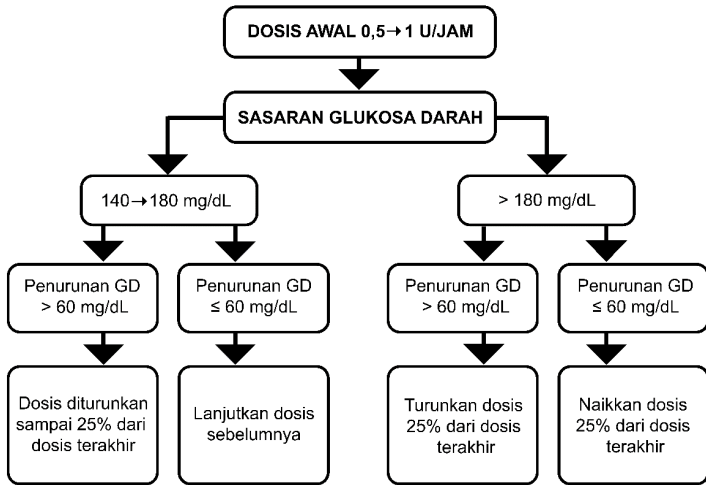 DOSIS AWAL 0,5→1 U/JAM
SASARAN GLUKOSA DARAH
140→180 mg/dL
> 180 mg/dL
Penurunan GD
> 60 mg/dL
Penurunan GD
≤ 60 mg/dL
Penurunan GD
> 60 mg/dL
Penurunan GD
≤ 60 mg/dL
Dosis diturunkan
sampai 25% dari
dosis terakhir
Lanjutkan dosis
sebelumnya
Turunkan dosis
25% dari dosis
terakhir
Naikkan dosis
25% dari dosis
terakhir